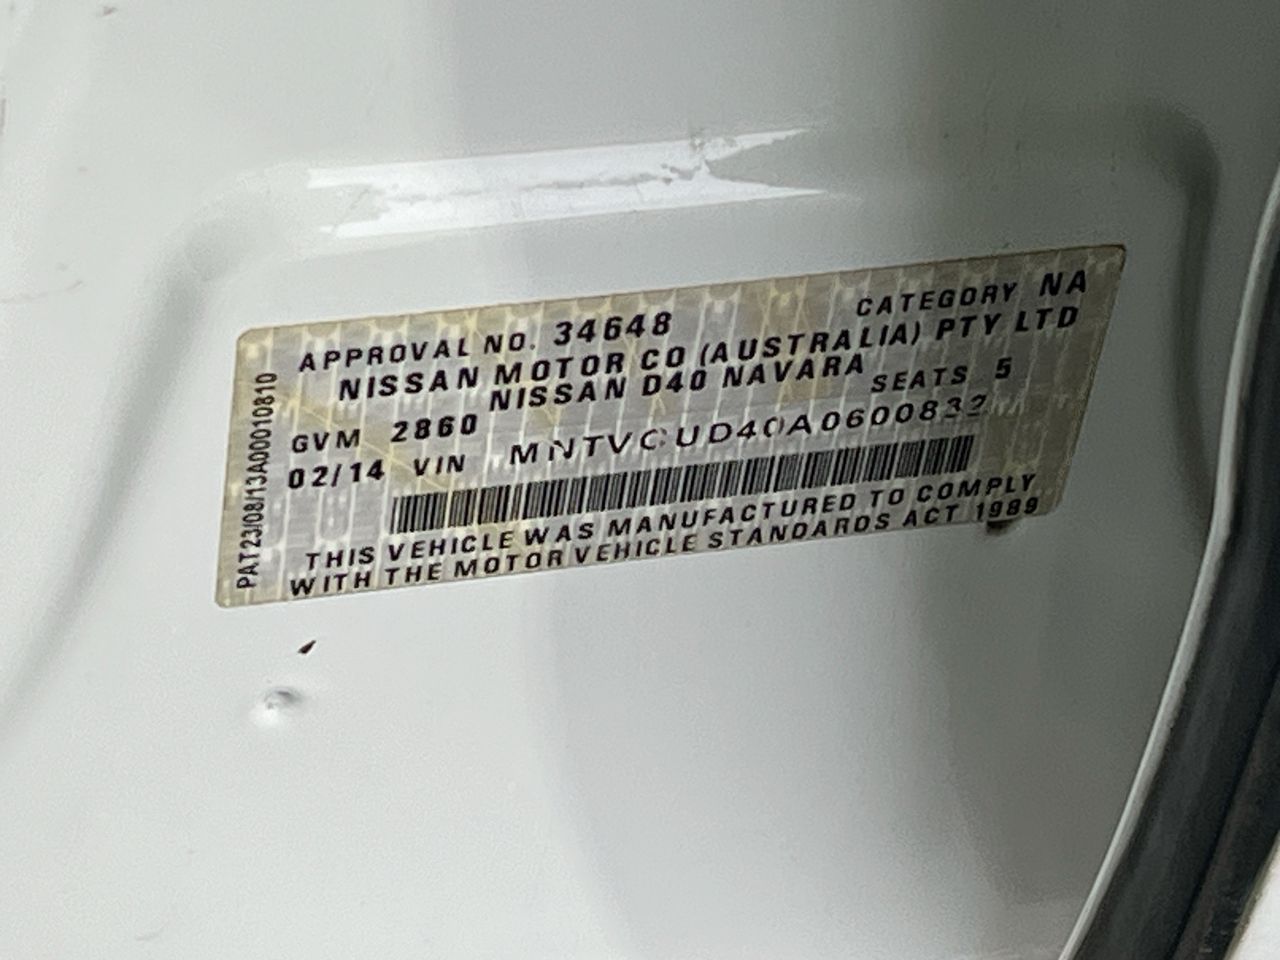 APPROVAL NO. 34648 CATEGORY NA
NISSAN MOTOR CO (AUSTRALIA) PTY LTD
NISSAN D40 NAVARA
GVM 2860 SEATS 5
02/14 VIN MNTVCUD40A0600832
THIS VEHICLE WAS MANUFACTURED TO COMPLY
WITH THE MOTOR VEHICLE STANDARDS ACT 1989
PAT23/08/13A00010810